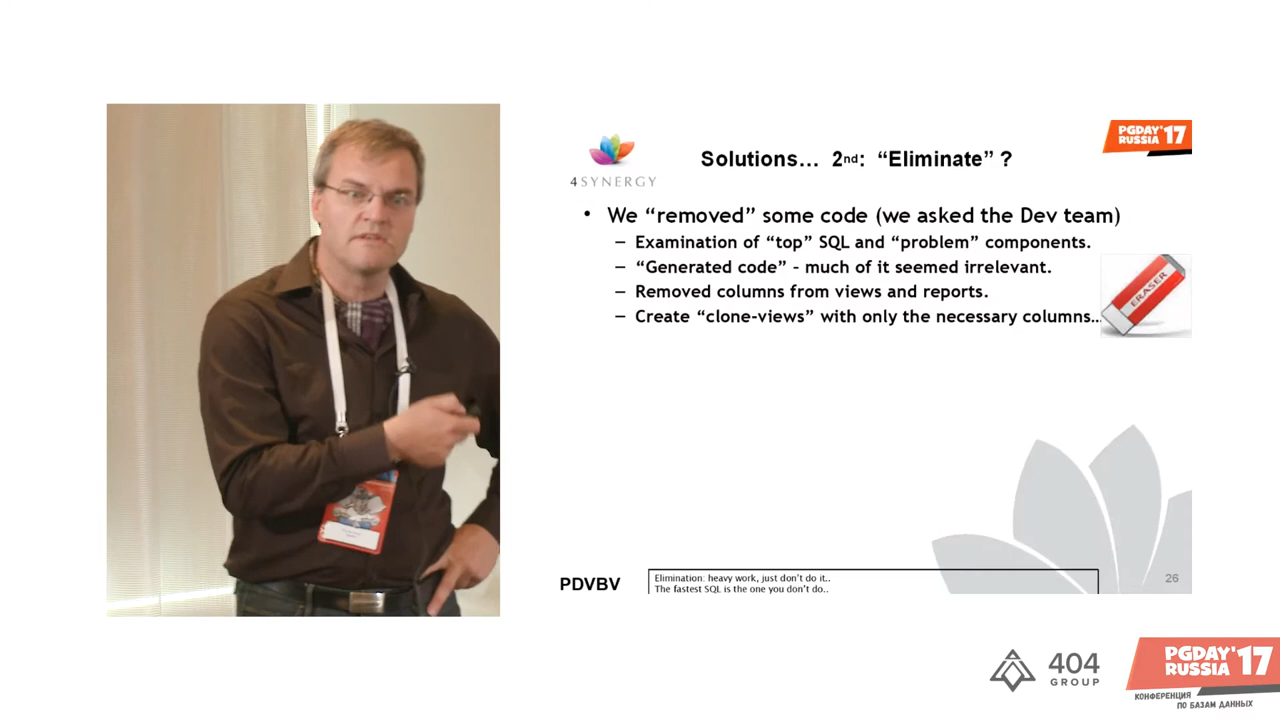 PGDAY'17
RUSSIA
4SYNERGY
Solutions… 2nd: “Eliminate” ?
• We “removed” some code (we asked the Dev team)
– Examination of “top” SQL and “problem” components.
– “Generated code” – much of it seemed irrelevant.
– Removed columns from views and reports.
– Create “clone-views” with only the necessary columns…
ERASER
PDVBV
Elimination: heavy work, just don't do it..
The fastest SQL is the one you don't do..
26
404
GROUP
PGDAY'17
RUSSIA
КОНФЕРЕНЦИЯ
ПО БАЗАМ ДАННЫХ